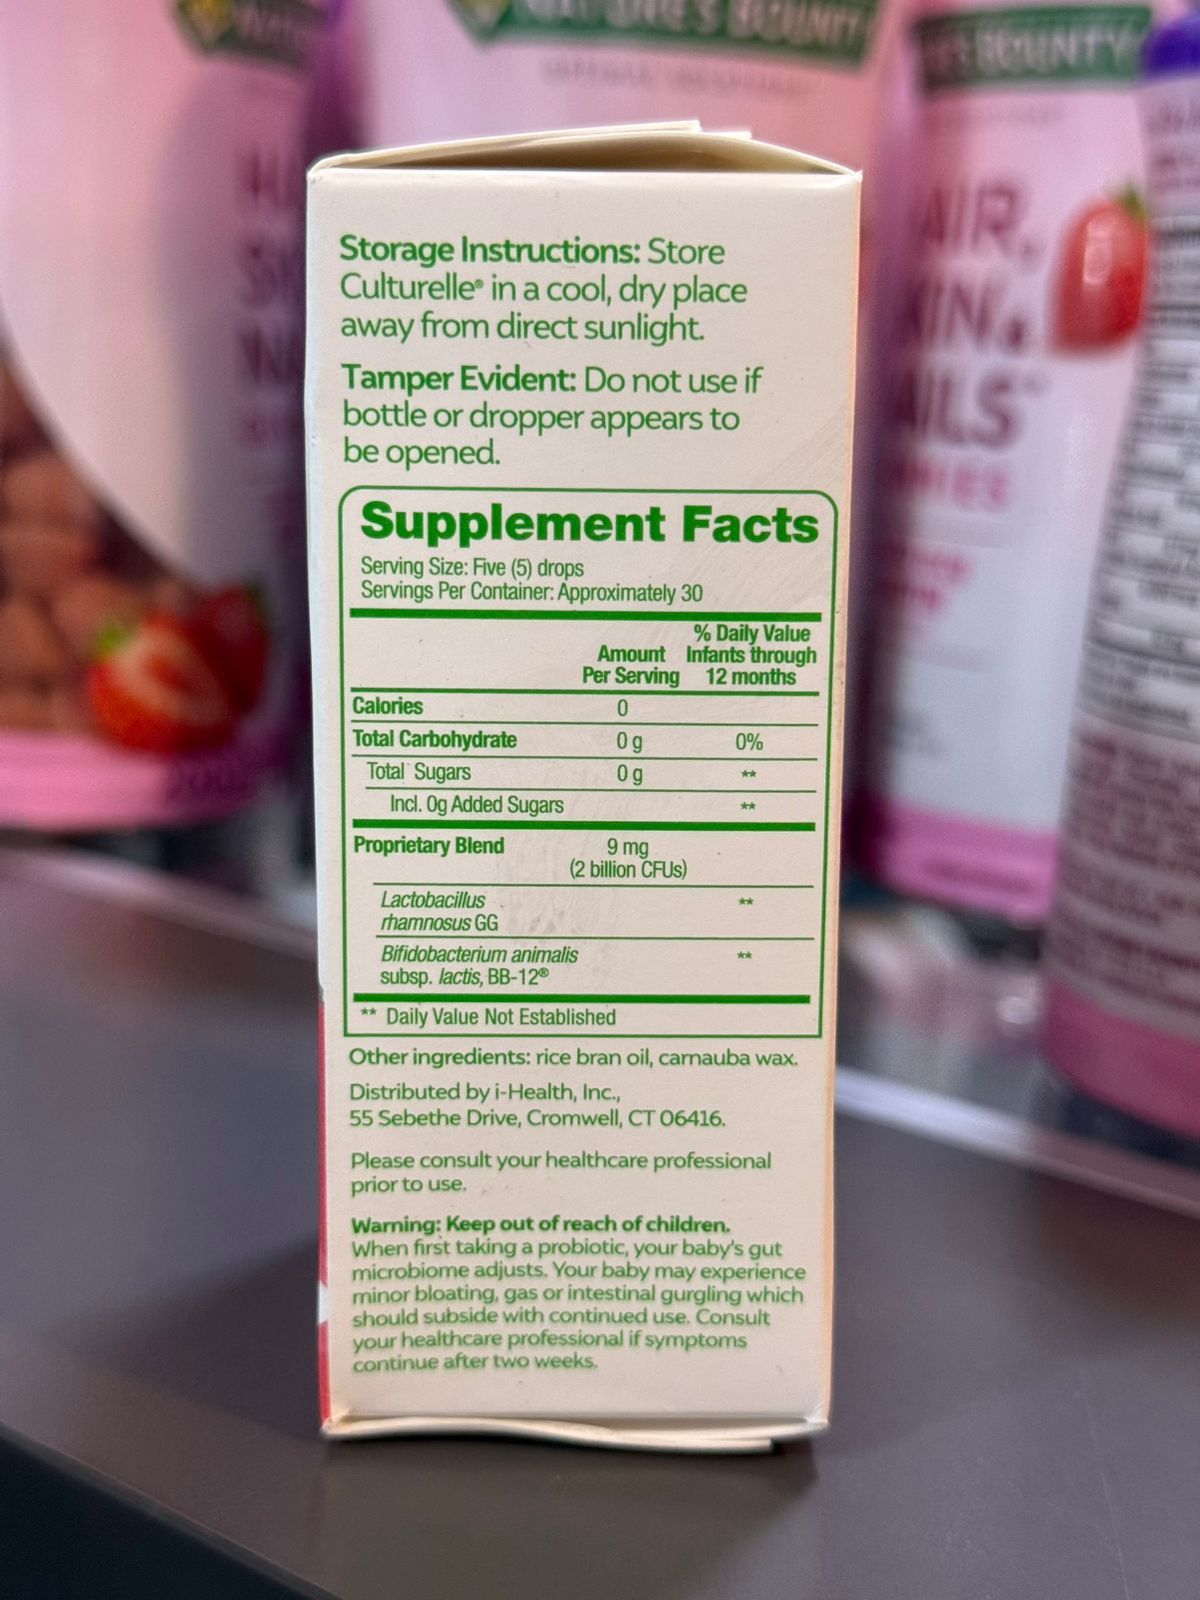 NATURE'S BOUNTY
BOUNTY
AIR,
Storage Instructions: Store
Culturelle® in a cool, dry place
away from direct sunlight.
Tamper Evident: Do not use if
bottle or dropper appears to
be opened.
Supplement Facts
Serving Size: Five (5) drops
Servings Per Container: Approximately 30
% Daily Value
Amount Infants through
Per Serving 12 months
Calories 0
Total Carbohydrate 0 g 0%
Total Sugars 0 g **
Incl. 0g Added Sugars **
Proprietary Blend 9 mg
(2 billion CFUs)
Lactobacillus **
rhamnosus GG
Bifidobacterium animalis **
subsp. lactis, BB-12®
** Daily Value Not Established
Other ingredients: rice bran oil, carnauba wax.
Distributed by i-Health, Inc.,
55 Sebethe Drive, Cromwell, CT 06416.
Please consult your healthcare professional
prior to use.
Warning: Keep out of reach of children.
When first taking a probiotic, your baby's gut
microbiome adjusts. Your baby may experience
minor bloating, gas or intestinal gurgling which
should subside with continued use. Consult
your healthcare professional if symptoms
continue after two weeks.